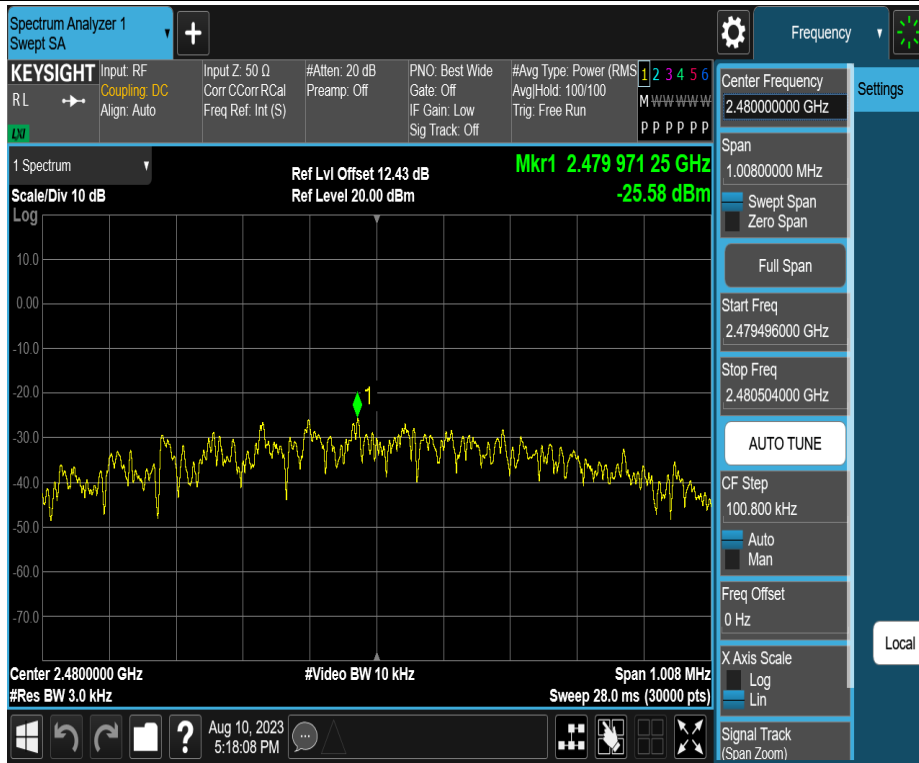 Spectrum Analyzer 1
Swept SA
+
Frequency
KEYSIGHT
RL
LNI
Input: RF
Coupling: DC
Align: Auto
Input Z: 50 Ω
Corr CCorr RCal
Freq Ref: Int (S)
#Atten: 20 dB
Preamp: Off
PNO: Best Wide
Gate: Off
IF Gain: Low
Sig Track: Off
#Avg Type: Power (RMS
Avg|Hold: 100/100
Trig: Free Run
1 2 3 4 5 6
M W W W W W
P P P P P P
1 Spectrum
Scale/Div 10 dB
Log
Ref Lvl Offset 12.43 dB
Ref Level 20.00 dBm
Mkr1 2.479 971 25 GHz
-25.58 dBm
10.0
0.00
-10.0
-20.0
-30.0
-40.0
-50.0
-60.0
-70.0
1
Center 2.4800000 GHz
#Res BW 3.0 kHz
#Video BW 10 kHz
Span 1.008 MHz
Sweep 28.0 ms (30000 pts)
Center Frequency
2.480000000 GHz
Settings
Span
1.00800000 MHz
Swept Span
Zero Span
Full Span
Start Freq
2.479496000 GHz
Stop Freq
2.480504000 GHz
AUTO TUNE
CF Step
100.800 kHz
Auto
Man
Freq Offset
0 Hz
Local
X Axis Scale
Log
Lin
Signal Track
(Span Zoom)
?
Aug 10, 2023
5:18:08 PM